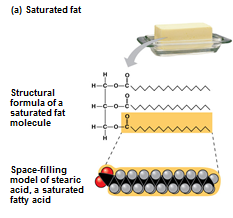 (a) Saturated fat
H O
H–C–O–C
O
H–C–O–C
O
H–C–O–C
H
Structural
formula of a
saturated fat
molecule
Space-filling
model of stearic
acid, a saturated
fatty acid